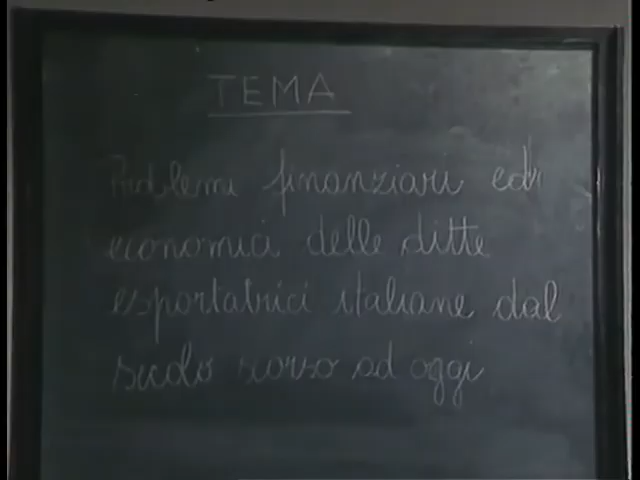 TEMA
Problemi finanziari ed
economici delle ditte
esportatrici italiane dal
secolo scorso ad oggi